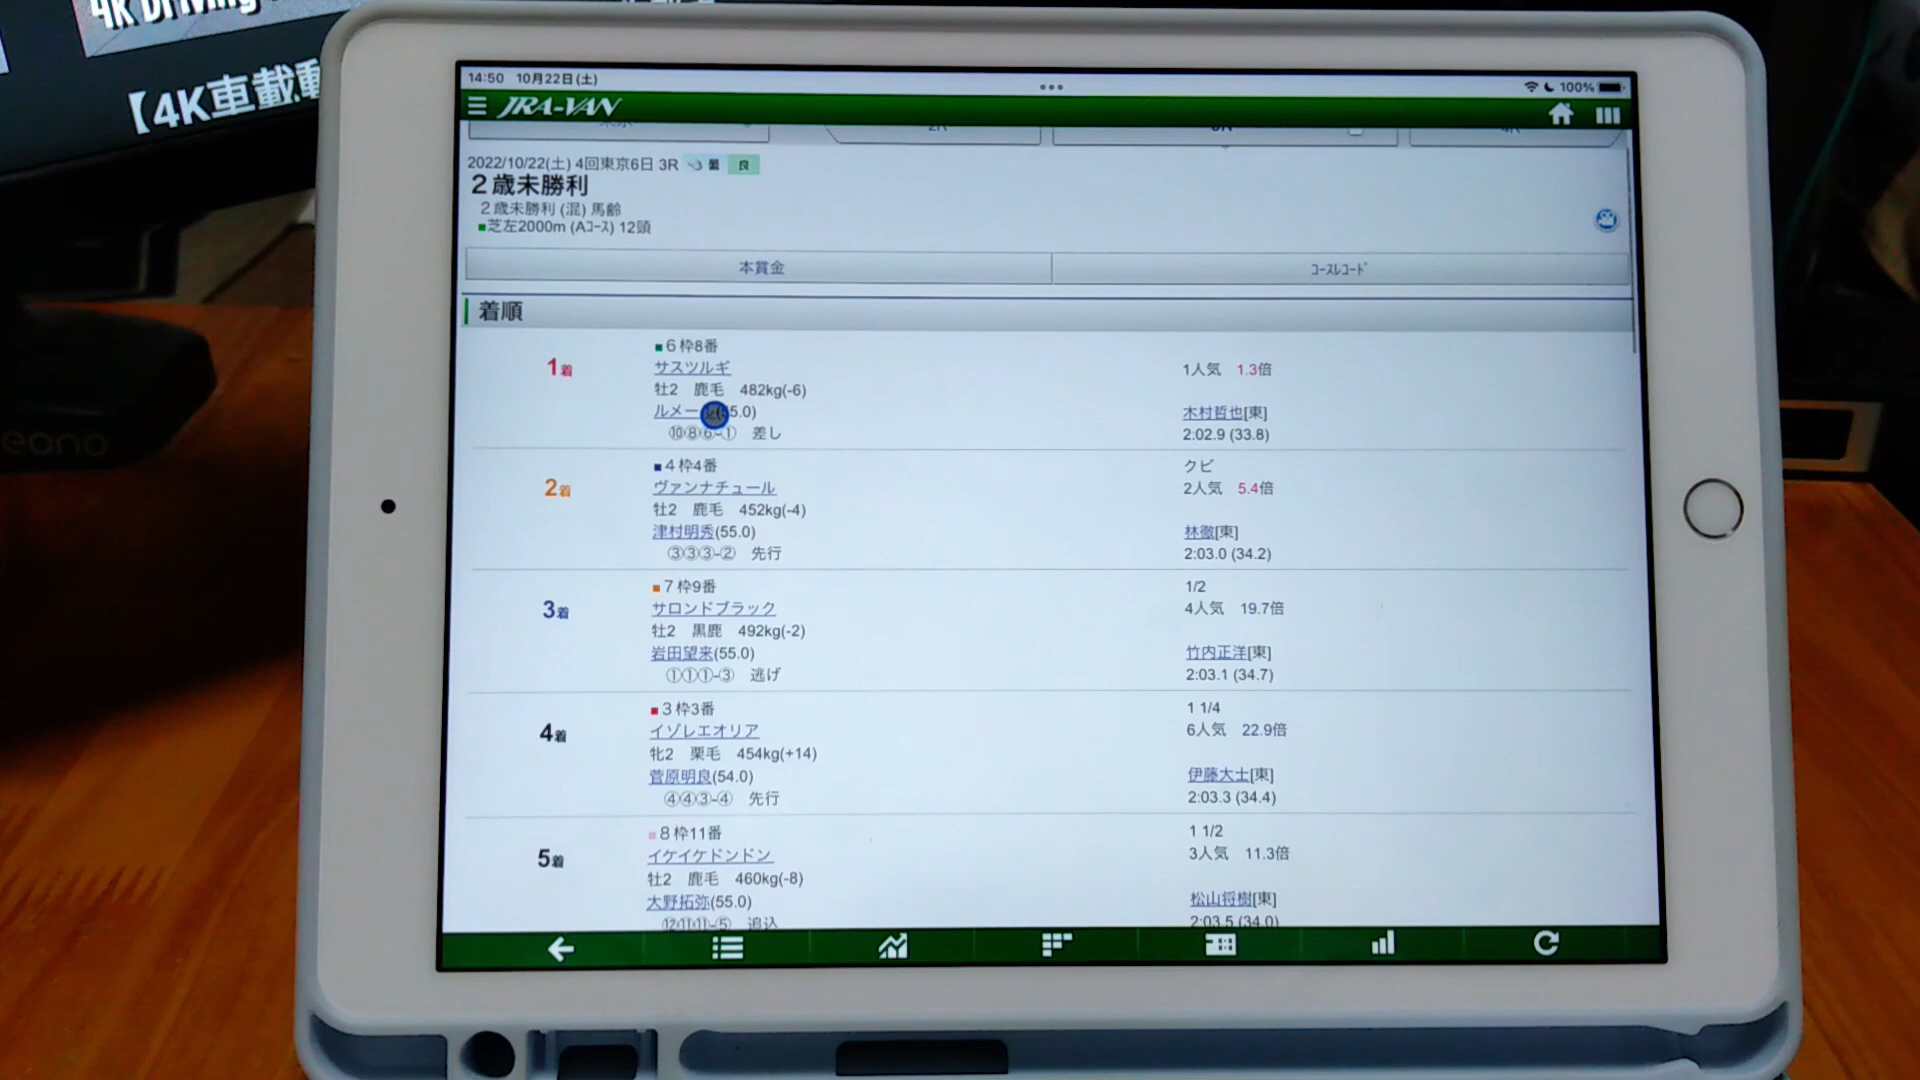 【4K車載動
eono
14:50 10月22日(土)
100%
JRA-VAN
2022/10/22(土) 4回東京6日 3R 曇 良
２歳未勝利
２歳未勝利 (混) 馬齢
芝左2000m (Aコース) 12頭
本賞金 コースレコード
着順
1着
６枠8番
サスツルギ
1人気 1.3倍
牡2 鹿毛 482kg(-6)
木村哲也[東]
⑩⑧⑥-① 差し
2:02.9 (33.8)
2着
４枠4番
クビ
ヴァンナチュール
2人気 5.4倍
牡2 鹿毛 452kg(-4)
津村明秀(55.0)
林徹[東]
③③③-② 先行
2:03.0 (34.2)
3着
７枠9番
1/2
サロンドブラック
4人気 19.7倍
牡2 黒鹿 492kg(-2)
岩田望来(55.0)
竹内正洋[東]
①①①-③ 逃げ
2:03.1 (34.7)
4着
３枠3番
1 1/4
イゾレエオリア
6人気 22.9倍
牝2 栗毛 454kg(+14)
菅原明良(54.0)
伊藤大士[東]
④④③-④ 先行
2:03.3 (34.4)
5着
８枠11番
1 1/2
イケイケドンドン
3人気 11.3倍
牡2 鹿毛 460kg(-8)
大野拓弥(55.0)
松山将樹[東]
⑫⑪⑪-⑤ 追込
2:03.5 (34.0)